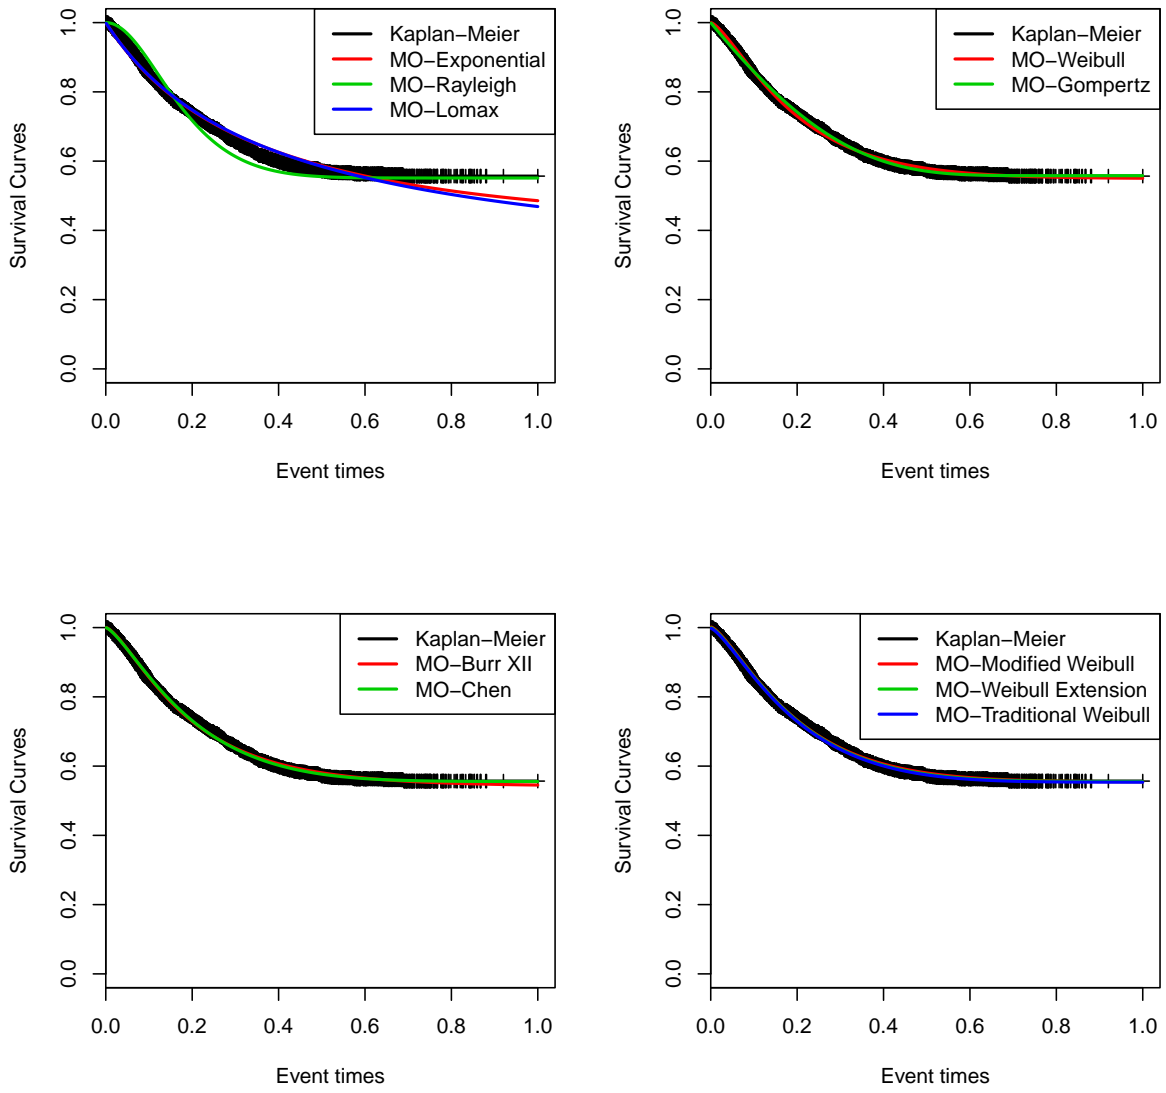 Kaplan−Meier
MO−Exponential
MO−Rayleigh
MO−Lomax
Survival Curves
0.0
0.2
0.4
0.6
0.8
1.0
0.0 0.2 0.4 0.6 0.8 1.0
Event times
Kaplan−Meier
MO−Weibull
MO−Gompertz
Survival Curves
0.0
0.2
0.4
0.6
0.8
1.0
0.0 0.2 0.4 0.6 0.8 1.0
Event times
Kaplan−Meier
MO−Burr XII
MO−Chen
Survival Curves
0.0
0.2
0.4
0.6
0.8
1.0
0.0 0.2 0.4 0.6 0.8 1.0
Event times
Kaplan−Meier
MO−Modified Weibull
MO−Weibull Extension
MO−Traditional Weibull
Survival Curves
0.0
0.2
0.4
0.6
0.8
1.0
0.0 0.2 0.4 0.6 0.8 1.0
Event times